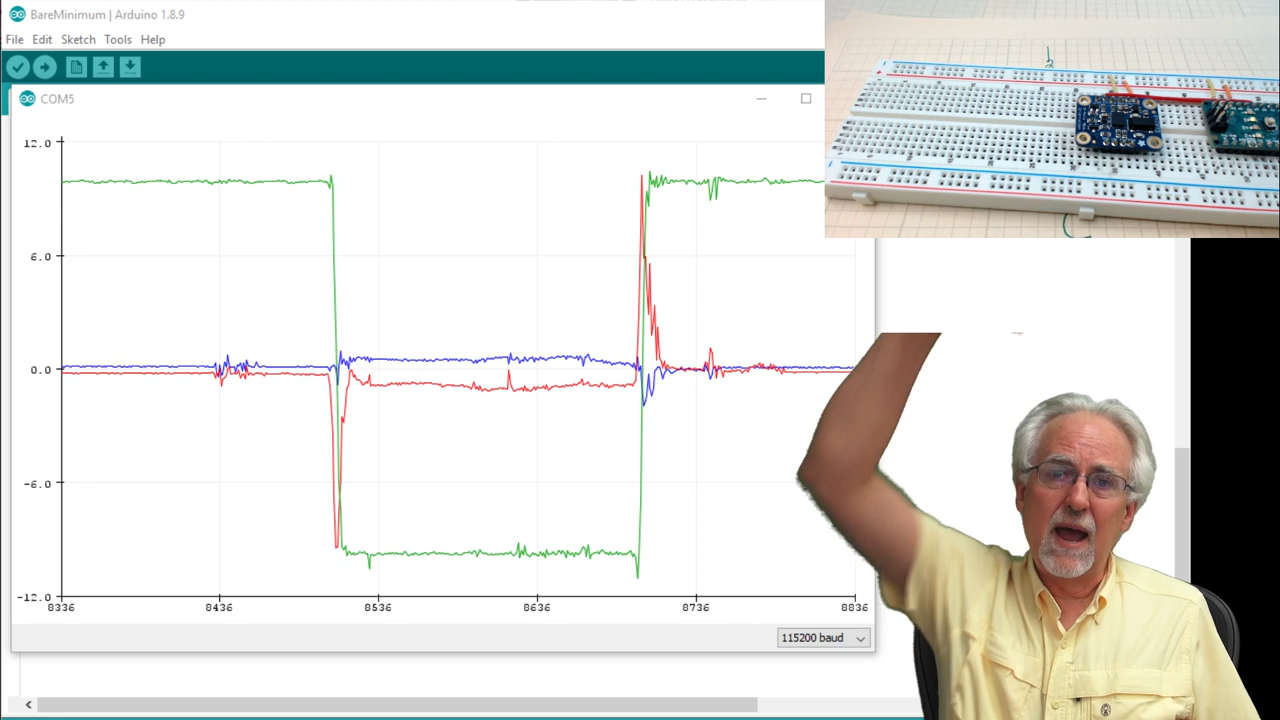 BareMinimum | Arduino 1.8.9
File Edit Sketch Tools Help
COM5
12.0
6.0
0.0
-6.0
-12.0
8336 8436 8536 8636 8736 8836
115200 baud